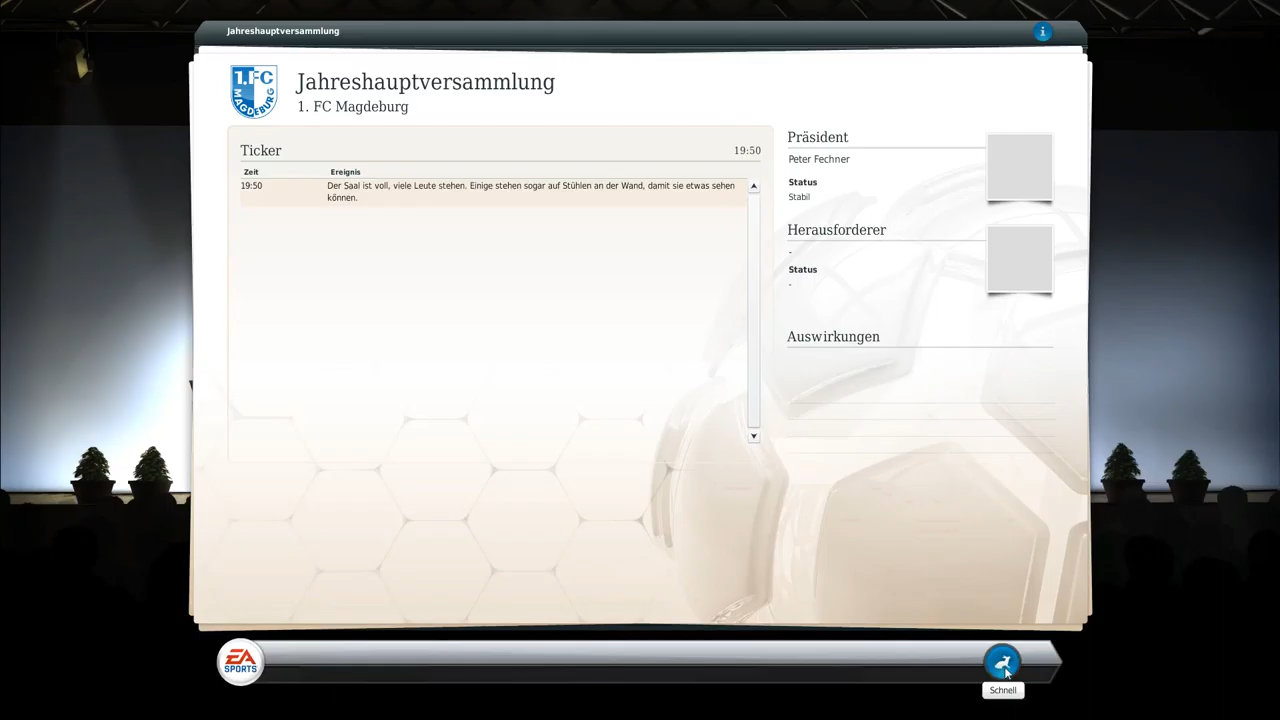 Jahreshauptversammlung
i
1. FC
MAGDEBURG
Jahreshauptversammlung
1. FC Magdeburg
Ticker
19:50
Zeit
Ereignis
19:50
Der Saal ist voll, viele Leute stehen. Einige stehen sogar auf Stühlen an der Wand, damit sie etwas sehen
können.
Präsident
Peter Fechner
Status
Stabil
Herausforderer
-
Status
-
Auswirkungen
EA
SPORTS
Schnell